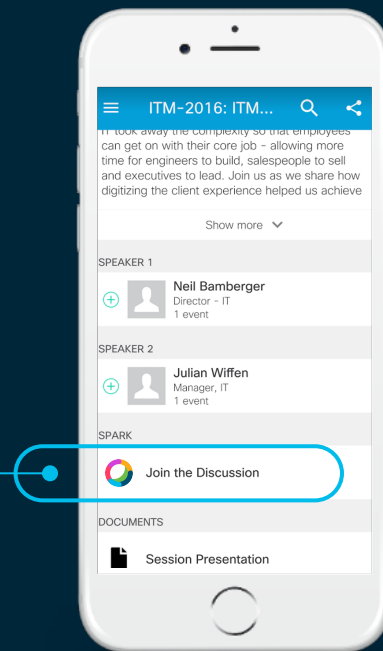 ITM-2016: ITM...
IT took away the complexity so that employees
can get on with their core job - allowing more
time for engineers to build, salespeople to sell
and executives to lead. Join us as we share how
digitizing the client experience helped us achieve
Show more
SPEAKER 1
Neil Bamberger
Director - IT
1 event
SPEAKER 2
Julian Wiffen
Manager, IT
1 event
SPARK
Join the Discussion
DOCUMENTS
Session Presentation